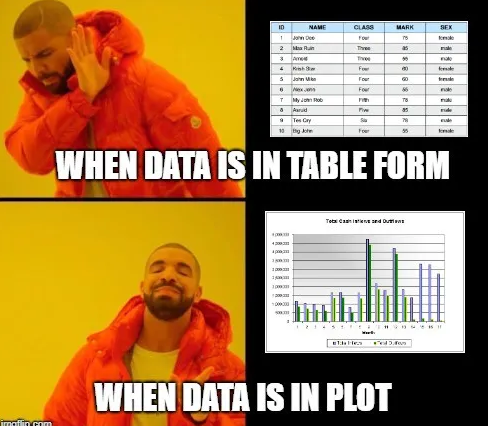 ID NAME CLASS MARK SEX
1 John Deo Four 75 female
2 Max Ruin Three 85 male
3 Arnold Three 55 male
4 Krish Star Four 60 female
5 John Mike Four 60 female
6 Alex John Four 55 male
7 My John Rob Fifth 78 male
8 Asruid Five 85 male
9 Tes Qry Six 78 male
10 Big John Four 55 female
WHEN DATA IS IN TABLE FORM
Total Cash Inflows and Outflows
1 2 3 4 5 6 7 8 9 10 11 12 13 14 15 16 17
Month
Total Inflows Total Outflows
WHEN DATA IS IN PLOT
imgflip.com